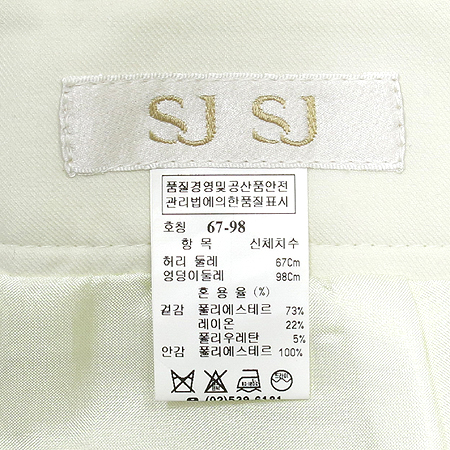 SJ SJ
품질경영및공산품안전
관리법에의한품질표시
호칭 67-98
항 목 신체치수
허리 둘레 67Cm
엉덩이둘레 98Cm
혼 용 율 (%)
겉감 폴리에스테르 73%
레이온 22%
폴리우레탄 5%
안감 폴리에스테르 100%